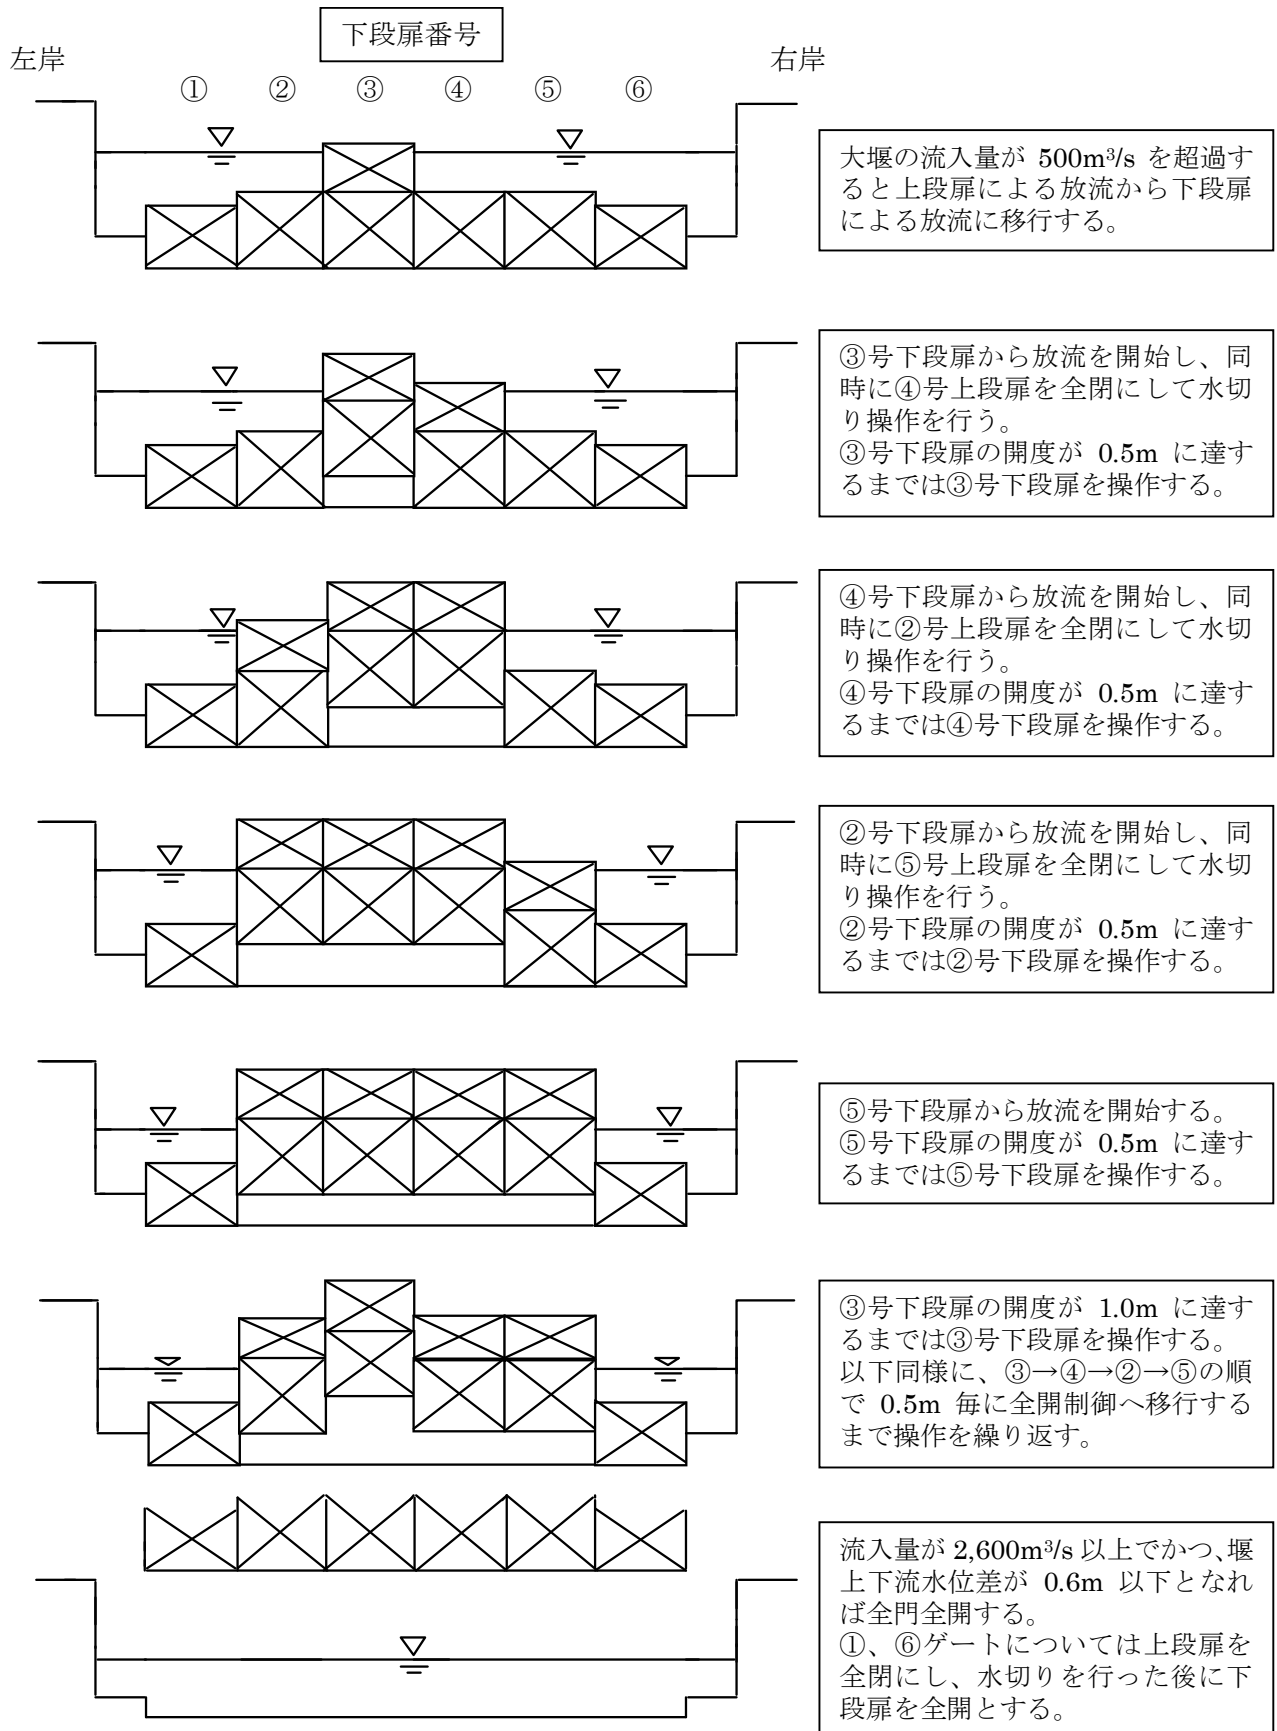 下段扉番号
左岸
右岸
① ② ③ ④ ⑤ ⑥
大堰の流入量が 500m³/s を超過す
ると上段扉による放流から下段扉
による放流に移行する。
③号下段扉から放流を開始し、同
時に④号上段扉を全閉にして水切
り操作を行う。
③号下段扉の開度が 0.5m に達す
るまでは③号下段扉を操作する。
④号下段扉から放流を開始し、同
時に②号上段扉を全閉にして水切
り操作を行う。
④号下段扉の開度が 0.5m に達す
るまでは④号下段扉を操作する。
②号下段扉から放流を開始し、同
時に⑤号上段扉を全閉にして水切
り操作を行う。
②号下段扉の開度が 0.5m に達す
るまでは②号下段扉を操作する。
⑤号下段扉から放流を開始する。
⑤号下段扉の開度が 0.5m に達す
るまでは⑤号下段扉を操作する。
③号下段扉の開度が 1.0m に達す
るまでは③号下段扉を操作する。
以下同様に、③→④→②→⑤の順
で 0.5m 毎に全開制御へ移行する
まで操作を繰り返す。
流入量が 2,600m³/s 以上でかつ、堰
上下流水位差が 0.6m 以下となれ
ば全門全開する。
①、⑥ゲートについては上段扉を
全閉にし、水切りを行った後に下
段扉を全開とする。